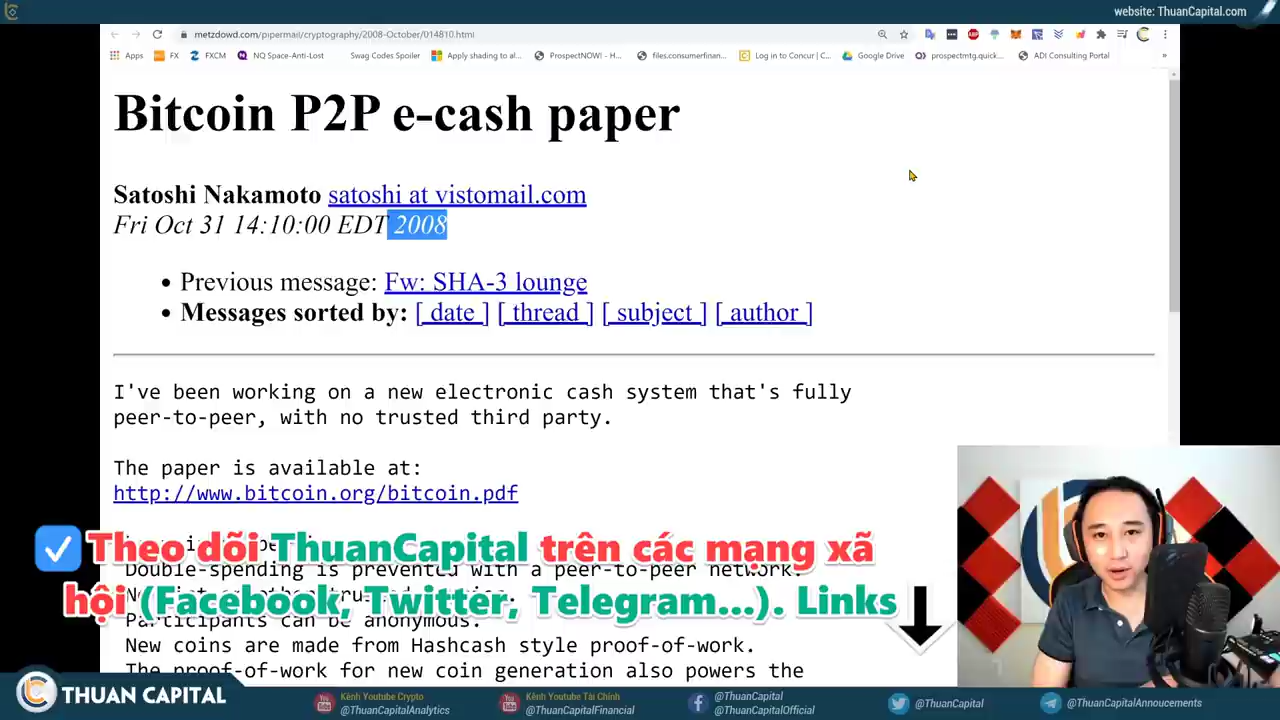 website: ThuanCapital.com
metzdowd.com/pipermail/cryptography/2008-October/014810.html
Apps
FX
FXCM
NQ Space-Anti-Lost
Swag Codes Spoiler
Apply shading to al...
ProspectNOW! - H...
files.consumerfinan...
Log in to Concur | C...
Google Drive
prospectmtg.quick...
ADI Consulting Portal
»
Bitcoin P2P e-cash paper
Satoshi Nakamoto satoshi at vistomail.com
Fri Oct 31 14:10:00 EDT 2008
• Previous message: Fw: SHA-3 lounge
• Messages sorted by: [ date ] [ thread ] [ subject ] [ author ]
I've been working on a new electronic cash system that's fully
peer-to-peer, with no trusted third party.
The paper is available at:
http://www.bitcoin.org/bitcoin.pdf
Theo dõi ThuanCapital trên các mạng xã
Double-spending is prevented with a peer-to-peer network.
hội (Facebook, Twitter, Telegram...). Links
Participants can be anonymous.
New coins are made from Hashcash style proof-of-work.
The proof-of-work for new coin generation also powers the
THUAN CAPITAL
Kênh Youtube Crypto
@ThuanCapitalAnalytics
Kênh Youtube Tài Chính
@ThuanCapitalFinancial
@ThuanCapital
@ThuanCapitalOfficial
@ThuanCapital
@ThuanCapitalAnnoucements